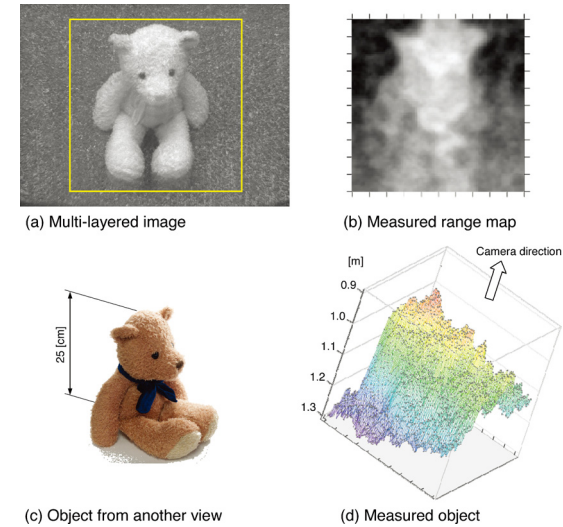 (a) Multi-layered image
(b) Measured range map
25 [cm]
(c) Object from another view
Camera direction
[m]
0.9
1.0
1.1
1.2
1.3
(d) Measured object